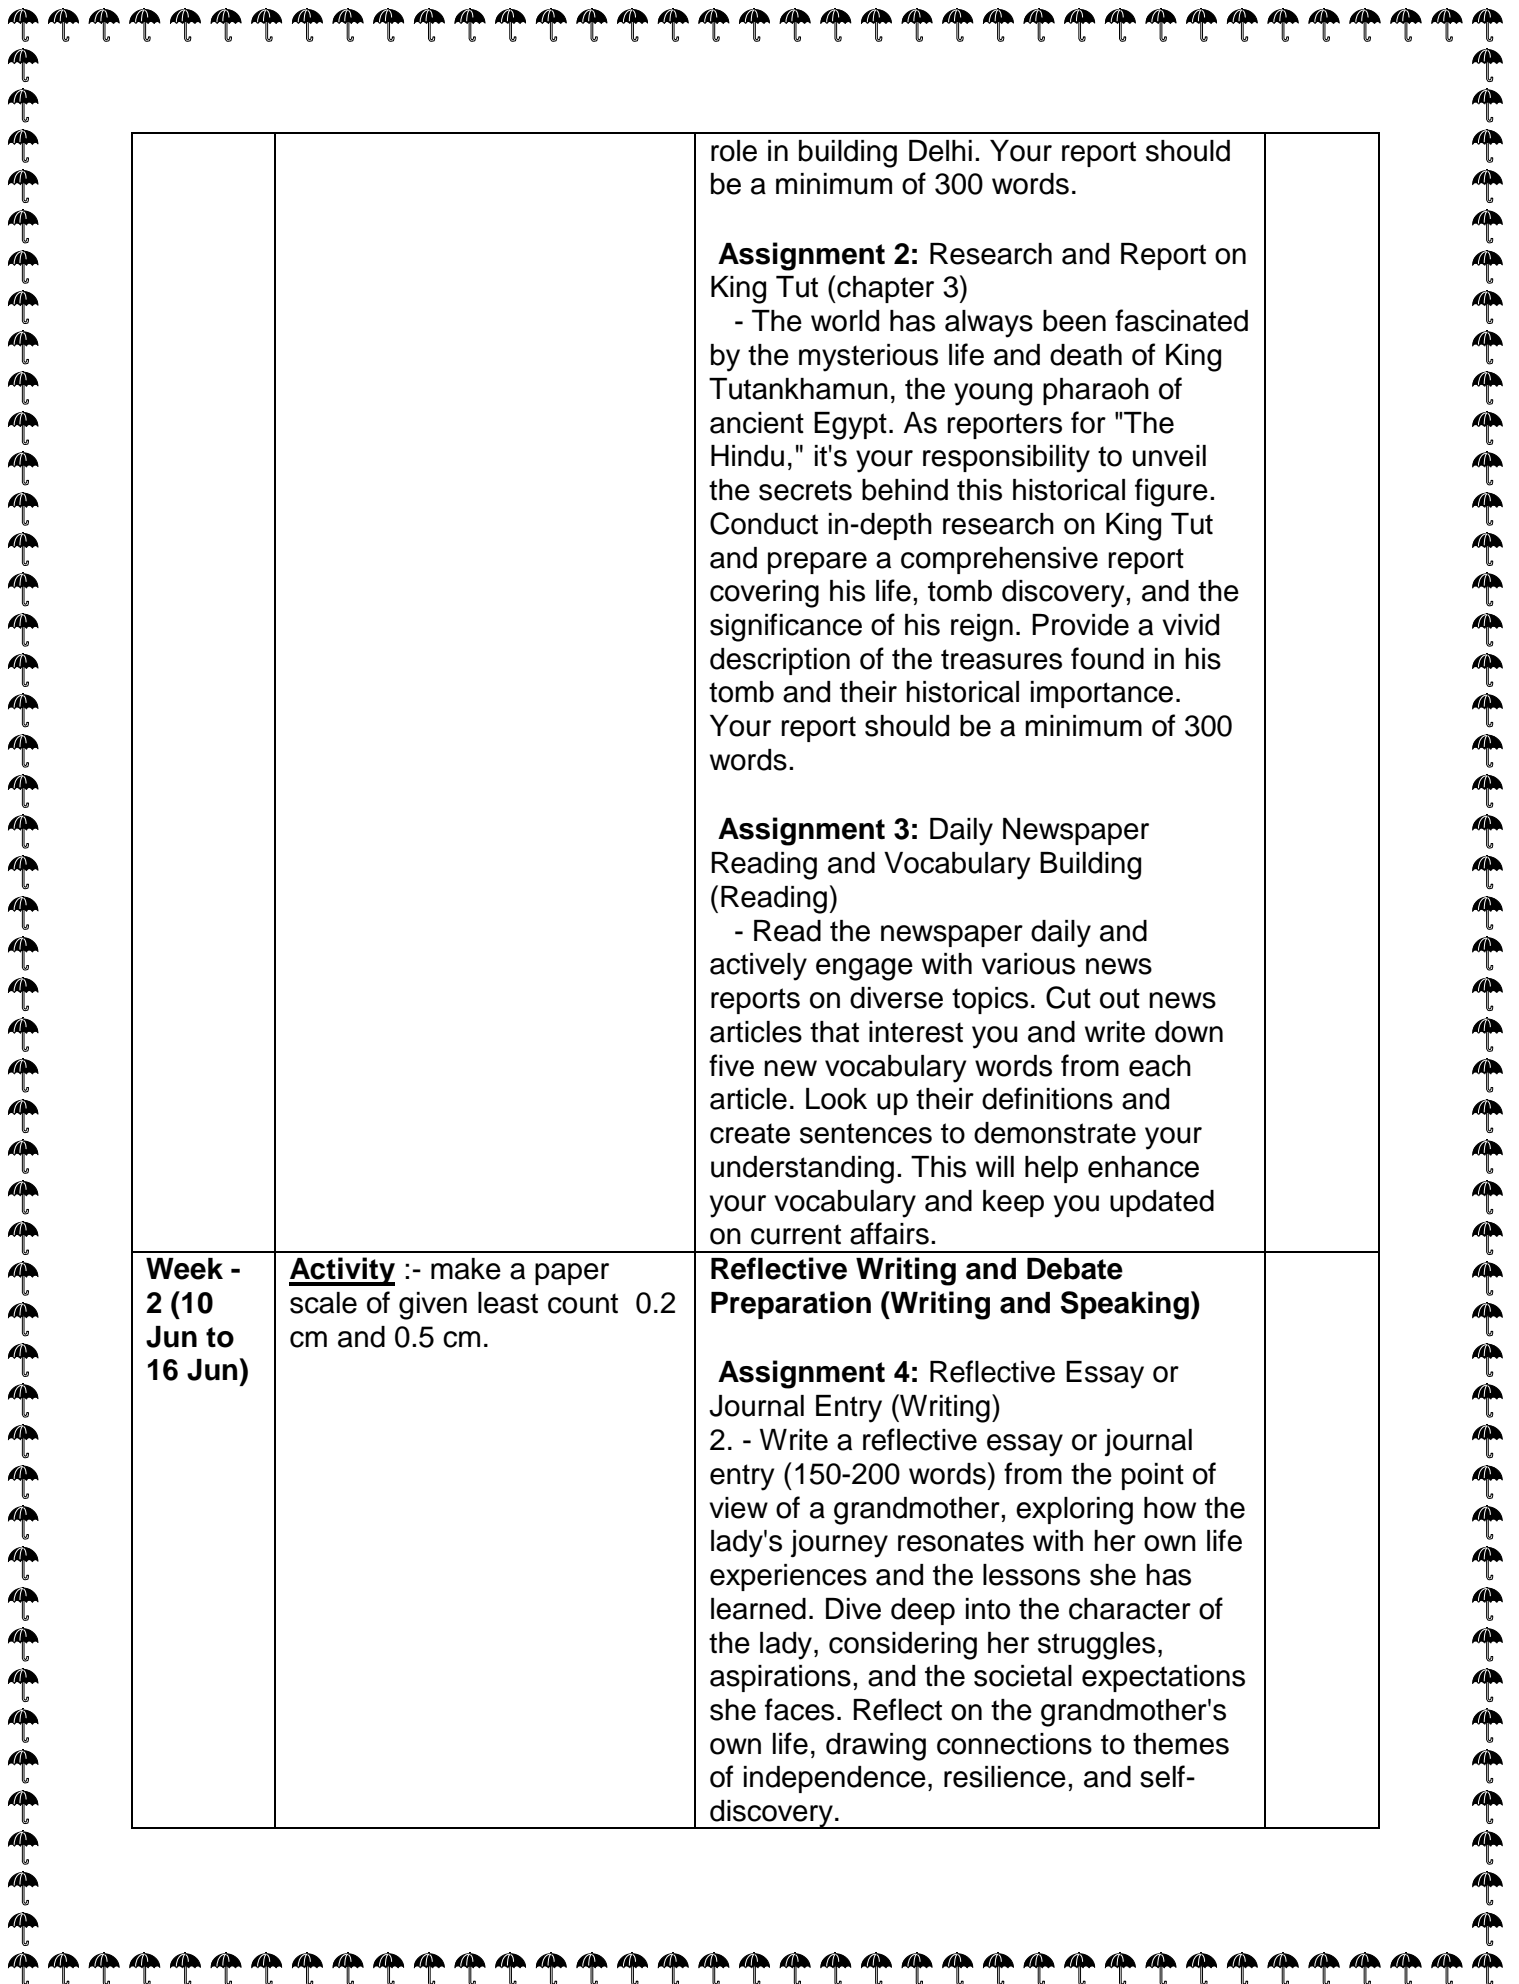 role in building Delhi. Your report should
be a minimum of 300 words.
Assignment 2: Research and Report on
King Tut (chapter 3)
- The world has always been fascinated
by the mysterious life and death of King
Tutankhamun, the young pharaoh of
ancient Egypt. As reporters for "The
Hindu," it's your responsibility to unveil
the secrets behind this historical figure.
Conduct in-depth research on King Tut
and prepare a comprehensive report
covering his life, tomb discovery, and the
significance of his reign. Provide a vivid
description of the treasures found in his
tomb and their historical importance.
Your report should be a minimum of 300
words.
Assignment 3: Daily Newspaper
Reading and Vocabulary Building
(Reading)
- Read the newspaper daily and
actively engage with various news
reports on diverse topics. Cut out news
articles that interest you and write down
five new vocabulary words from each
article. Look up their definitions and
create sentences to demonstrate your
understanding. This will help enhance
your vocabulary and keep you updated
on current affairs.
Week -
2 (10
Jun to
16 Jun)
Activity :- make a paper
scale of given least count 0.2
cm and 0.5 cm.
Reflective Writing and Debate
Preparation (Writing and Speaking)
Assignment 4: Reflective Essay or
Journal Entry (Writing)
2. - Write a reflective essay or journal
entry (150-200 words) from the point of
view of a grandmother, exploring how the
lady's journey resonates with her own life
experiences and the lessons she has
learned. Dive deep into the character of
the lady, considering her struggles,
aspirations, and the societal expectations
she faces. Reflect on the grandmother's
own life, drawing connections to themes
of independence, resilience, and self-
discovery.